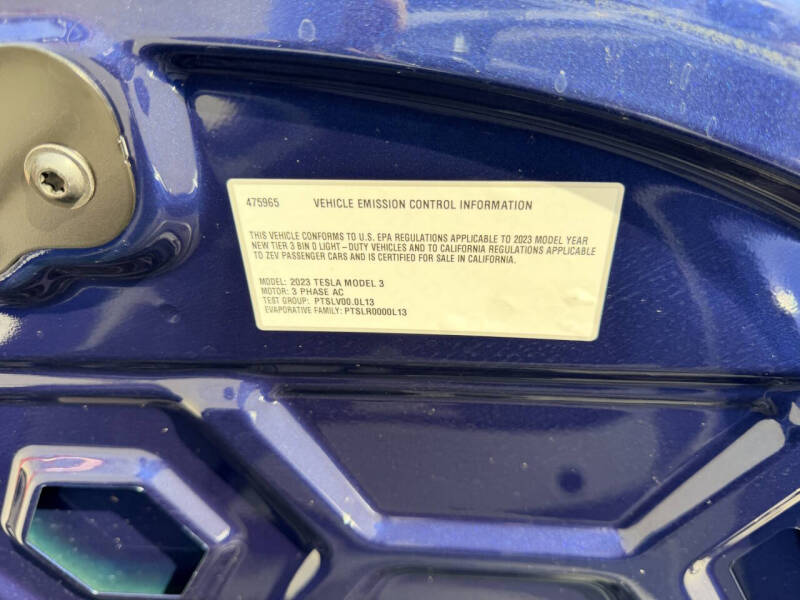 475965 VEHICLE EMISSION CONTROL INFORMATION
THIS VEHICLE CONFORMS TO U.S. EPA REGULATIONS APPLICABLE TO 2023 MODEL YEAR
NEW TIER 3 BIN 0 LIGHT-DUTY VEHICLES AND TO CALIFORNIA REGULATIONS APPLICABLE
TO ZEV PASSENGER CARS AND IS CERTIFIED FOR SALE IN CALIFORNIA.
MODEL: 2023 TESLA MODEL 3
MOTOR: 3 PHASE AC
TEST GROUP: PTSLV00.0L13
EVAPORATIVE FAMILY: PTSLR0000L13